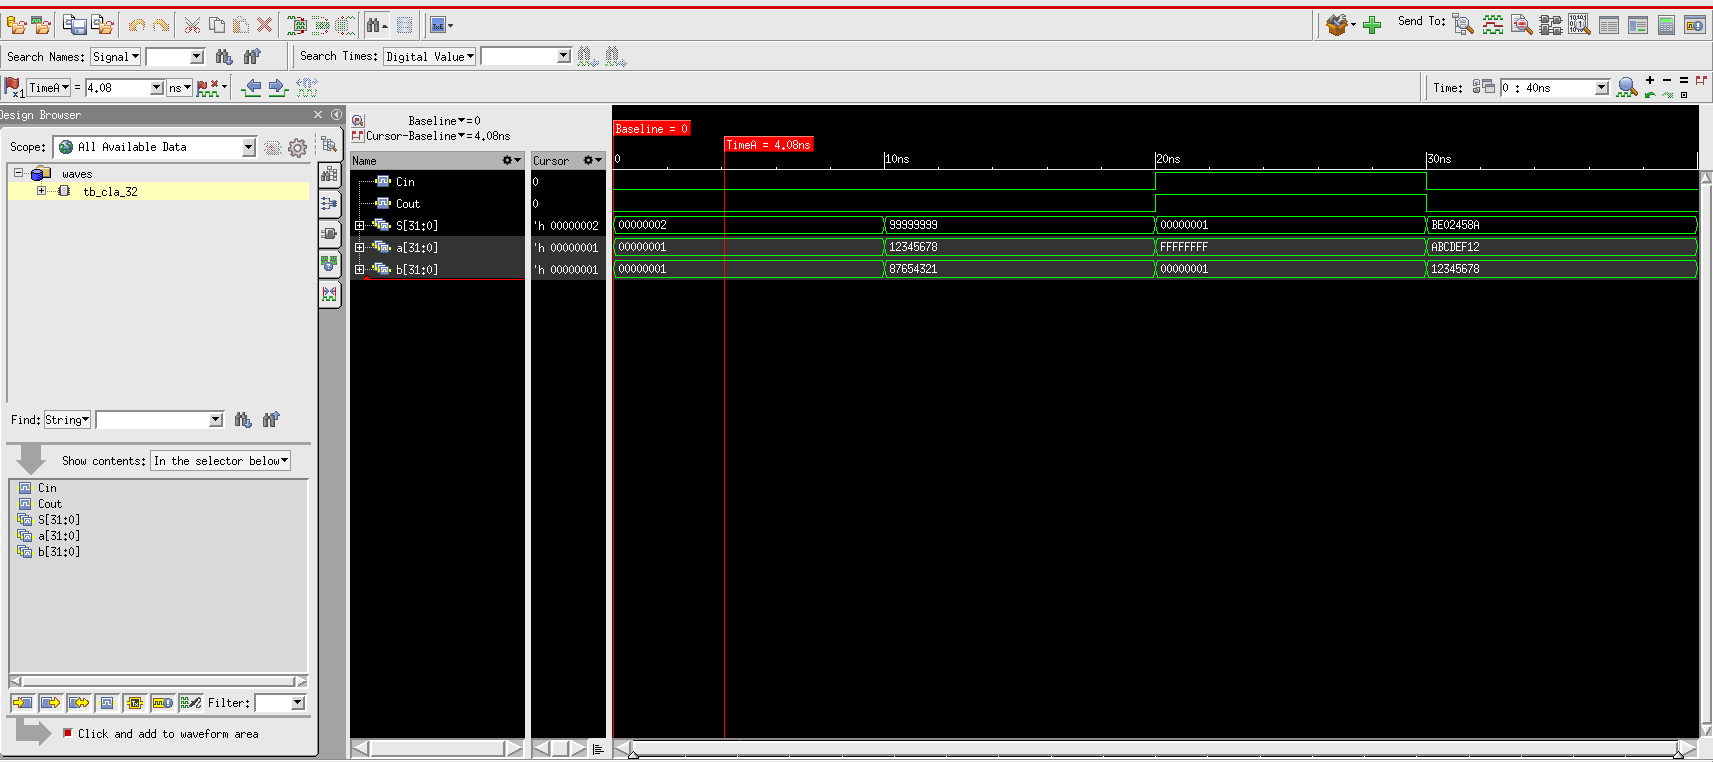 Send To:
Search Names: Signal
Search Times: Digital Value
x1 TimeA = 4.08 ns
Time: 0 : 40ns
Design Browser
Scope: All Available Data
waves
tb_cla_32
Find: String
Show contents: In the selector below
Cin
Cout
S[31:0]
a[31:0]
b[31:0]
Filter:
Click and add to waveform area
Baseline=0
Cursor-Baseline=4.08ns
Name Cursor
Cin 0
Cout 0
S[31:0] 'h 00000002
a[31:0] 'h 00000001
b[31:0] 'h 00000001
Baseline = 0
TimeA = 4.08ns
0 10ns 20ns 30ns
00000002 99999999 00000001 BE02458A
00000001 12345678 FFFFFFFF ABCDEF12
00000001 87654321 00000001 12345678